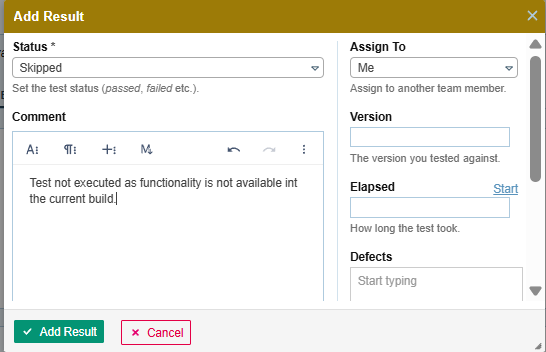 Add Result
Status *
Skipped
Set the test status (passed, failed etc.).
Comment
Test not executed as functionality is not available int
the current build.
Assign To
Me
Assign to another team member.
Version
The version you tested against.
Elapsed
Start
How long the test took.
Defects
Start typing
Add Result
Cancel